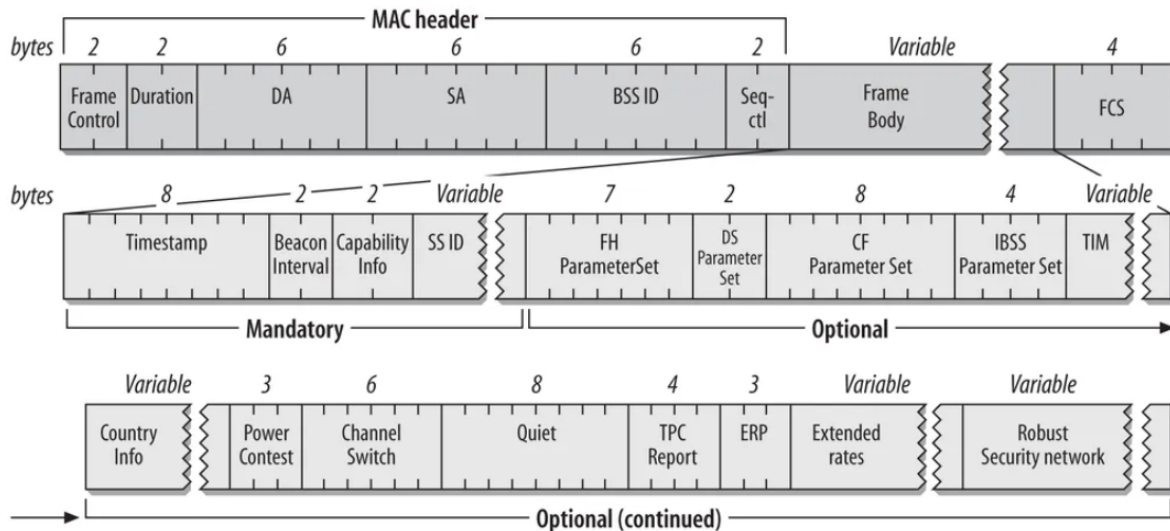 MAC header
bytes 2 2 6 6 6 2 Variable 4
Frame Control Duration DA SA BSS ID Seq-ctl Frame Body FCS
bytes 8 2 2 Variable 7 2 8 4 Variable
Timestamp Beacon Interval Capability Info SS ID FH ParameterSet DS Parameter Set CF Parameter Set IBSS Parameter Set TIM
Mandatory Optional
Variable 3 6 8 4 3 Variable Variable
Country Info Power Contest Channel Switch Quiet TPC Report ERP Extended rates Robust Security network
Optional (continued)